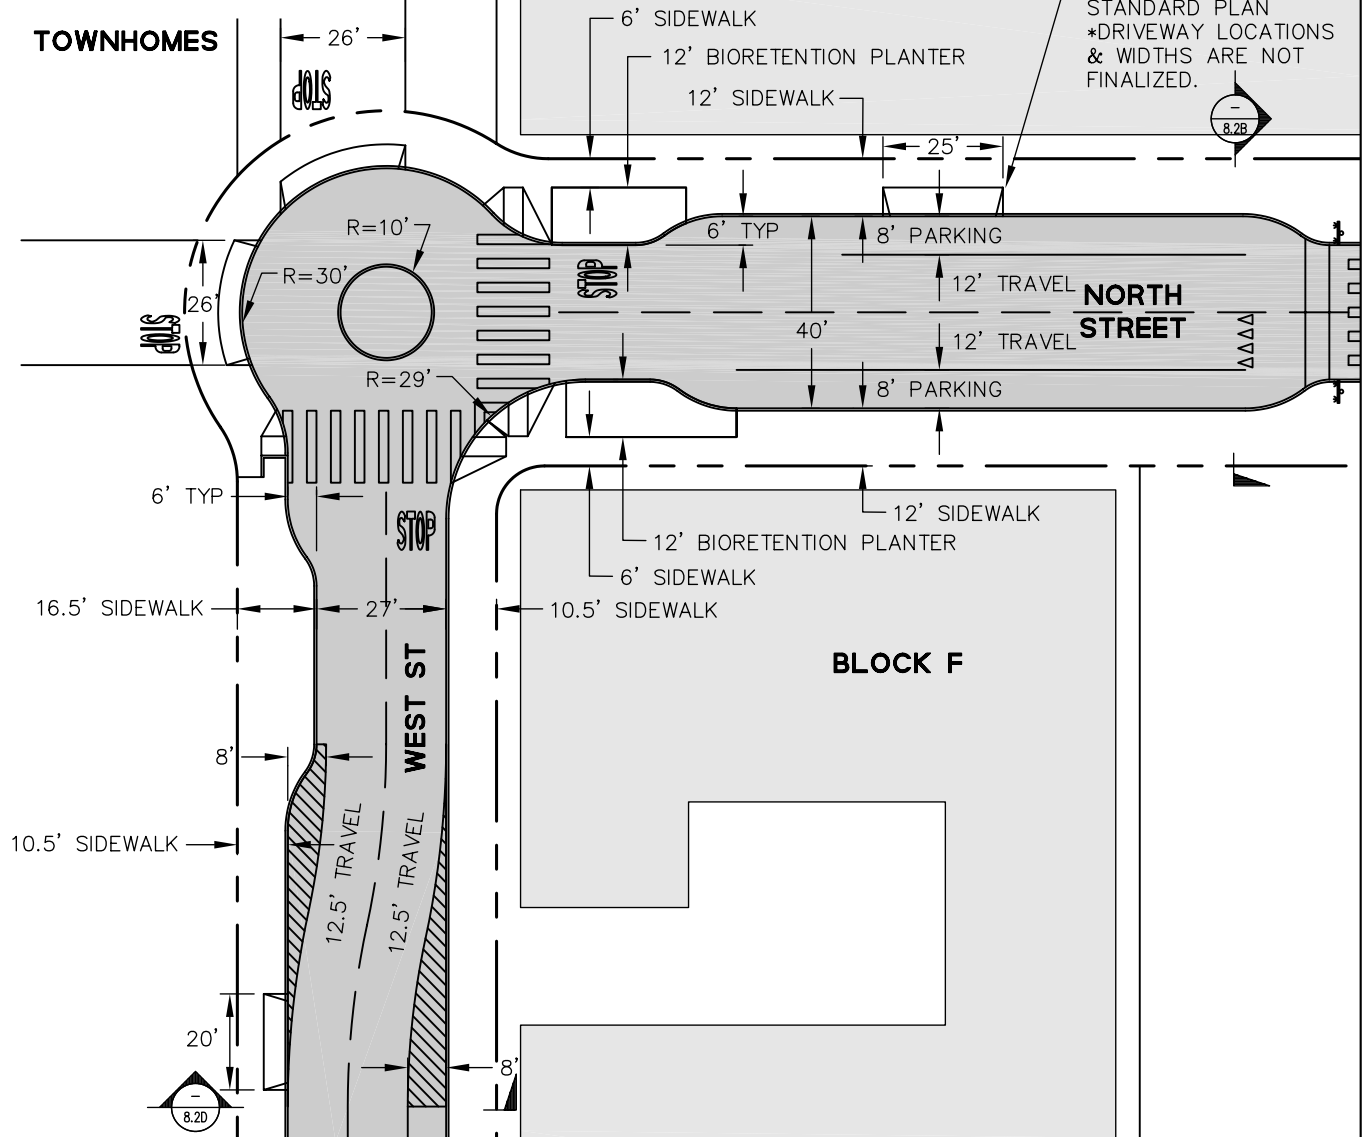 STANDARD PLAN
*DRIVEWAY LOCATIONS
& WIDTHS ARE NOT
FINALIZED.
6' SIDEWALK
TOWNHOMES
26'
12' BIORETENTION PLANTER
STOP
12' SIDEWALK
–
8.2B
25'
R=10'
6' TYP
8' PARKING
R=30'
STOP
26'
12' TRAVEL
NORTH
STREET
STOP
40'
12' TRAVEL
R=29'
8' PARKING
6' TYP
12' SIDEWALK
STOP
12' BIORETENTION PLANTER
6' SIDEWALK
16.5' SIDEWALK
27'
10.5' SIDEWALK
BLOCK F
WEST ST
8'
10.5' SIDEWALK
12.5' TRAVEL
12.5' TRAVEL
20'
8'
–
8.2D